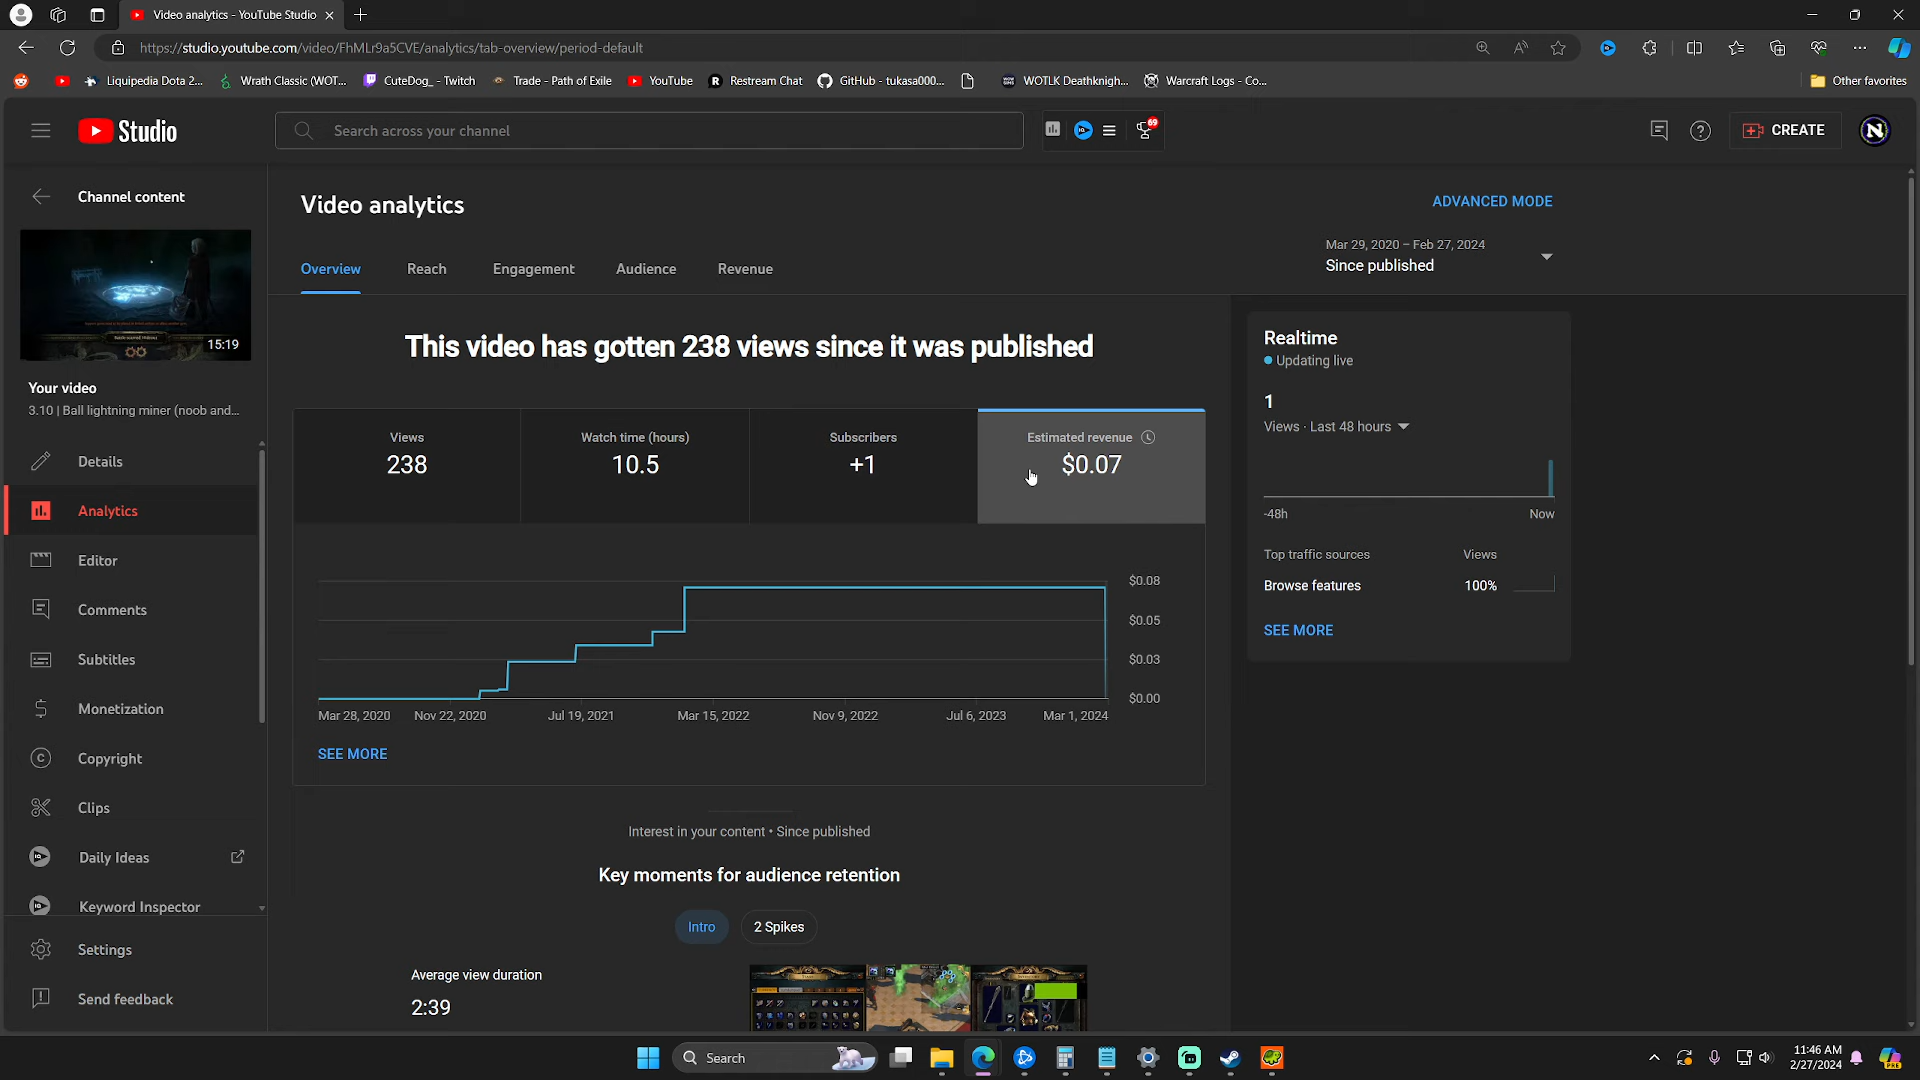 Video analytics - YouTube Studio
https://studio.youtube.com/video/FhMLr9a5CVE/analytics/tab-overview/period-default
Liquipedia Dota 2...
Wrath Classic (WOT...
CuteDog_ - Twitch
Trade - Path of Exile
YouTube
Restream Chat
GitHub - tukasa000...
WOTLK Deathknigh...
Warcraft Logs - Co...
Other favorites
Studio
Search across your channel
69
CREATE
N
Channel content
15:19
Your video
3.10 | Ball lightning miner (noob and...
Details
Analytics
Editor
Comments
Subtitles
Monetization
Copyright
Clips
Daily Ideas
Keyword Inspector
Settings
Send feedback
Video analytics
ADVANCED MODE
Mar 29, 2020 – Feb 27, 2024
Since published
Overview
Reach
Engagement
Audience
Revenue
This video has gotten 238 views since it was published
Views
238
Watch time (hours)
10.5
Subscribers
+1
Estimated revenue
$0.07
$0.08
$0.05
$0.03
$0.00
Mar 28, 2020
Nov 22, 2020
Jul 19, 2021
Mar 15, 2022
Nov 9, 2022
Jul 6, 2023
Mar 1, 2024
SEE MORE
Interest in your content • Since published
Key moments for audience retention
Intro
2 Spikes
Average view duration
2:39
Realtime
Updating live
1
Views · Last 48 hours
-48h
Now
Top traffic sources
Views
Browse features
100%
SEE MORE
Search
11:46 AM
2/27/2024